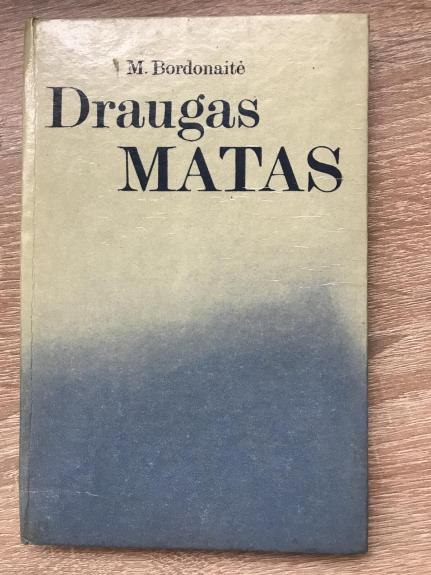 M. Bordonaitė
Draugas
MATAS